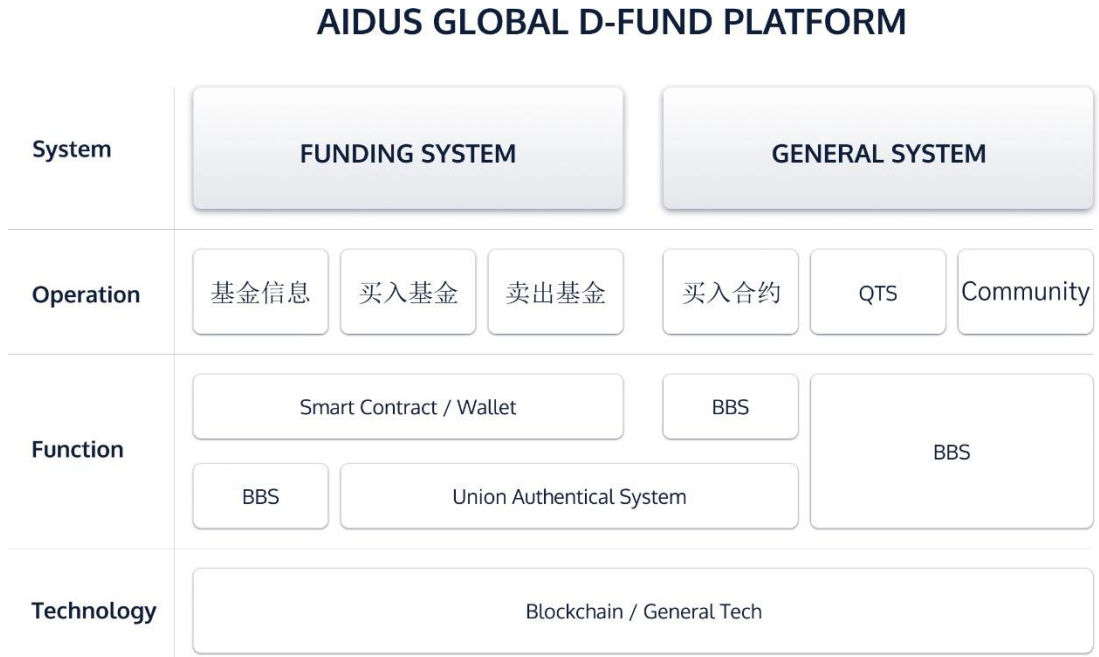 AIDUS GLOBAL D-FUND PLATFORM
System
FUNDING SYSTEM
GENERAL SYSTEM
Operation
基金信息
买入基金
卖出基金
买入合约
QTS
Community
Function
Smart Contract / Wallet
BBS
BBS
BBS
Union Authentical System
Technology
Blockchain / General Tech